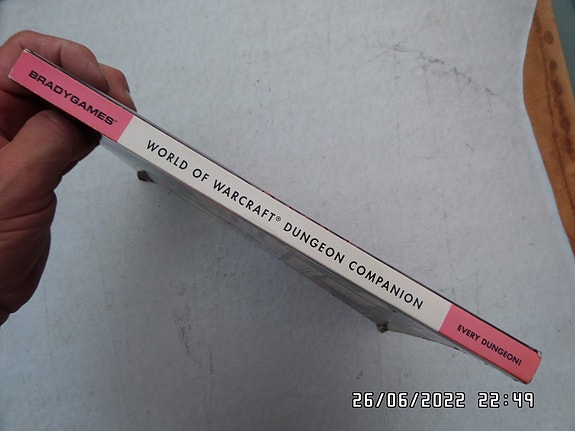 BRADYGAMES®
WORLD OF WARCRAFT® DUNGEON COMPANION
EVERY DUNGEON!
26/06/2022 22:49